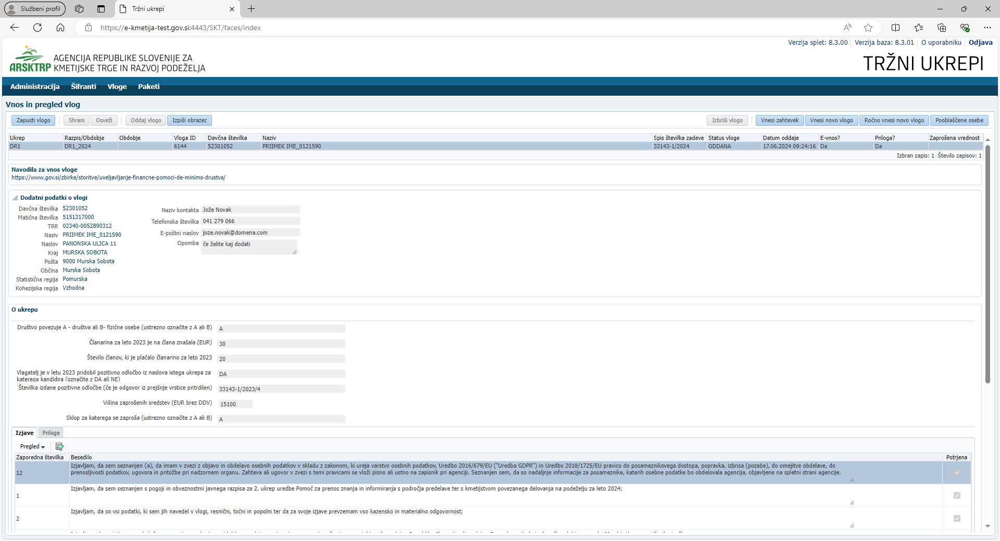 Službeni profil
Tržni ukrepi
https://e-kmetija-test.gov.si:4443/SKT/faces/index
Verzija splet: 8.3.00 Verzija baza: 8.3.01 O uporabniku Odjava
ARSKTRP
AGENCIJA REPUBLIKE SLOVENIJE ZA
KMETIJSKE TRGE IN RAZVOJ PODEŽELJA
TRŽNI UKREPI
Administracija Šifranti Vloge Paketi
Vnos in pregled vlog
Zapusti vlogo Shrani Osveži Oddaj vlogo Izpiši obrazec Izbriši vlogo Vnesi zahtevek Vnesi novo vlogo Ročno vnesi novo vlogo Pooblaščene osebe
Ukrep Razpis/Obdobje Obdobje Vloga ID Davčna številka Naziv Spis številka zadeve Status vloge Datum oddaje E-vnos? Priloga? Zaprošena vrednost
DR1 DR1_2024 6144 52301052 PRIIMEK IME_0121590 33143-1/2024 ODDANA 17.06.2024 09:24:16 Da Da
Izbran zapis: 1 Število zapisov: 1
Navodila za vnos vloge
https://www.gov.si/zbirke/storitve/uveljavljanje-financne-pomoci-de-minims-drustva/
Dodatni podatki o vlogi
Davčna številka 52301052
Matična številka 5151317000
TRR 02340-0052890312
Naziv PRIIMEK IME_0121590
Naslov PANONSKA ULICA 11
Kraj MURSKA SOBOTA
Pošta 9000 Murska Sobota
Občina Murska Sobota
Statistična regija Pomurska
Kohezijska regija Vzhodna
Naziv kontakta Jože Novak
Telefonska številka 041 279 066
E-poštni naslov joze.novak@domena.com
Opomba če želite kaj dodati
O ukrepu
Društvo povezuje A - društva ali B- fizične osebe (ustrezno označite z A ali B) A
Članarina za leto 2023 je na člana znašala (EUR) 30
Število članov, ki je plačalo članarino za leto 2023 20
Vlagatelj je v letu 2023 pridobil pozitivno odločbo iz naslova istega ukrepa za
katerega kandidira (označite z DA ali NE) DA
Številka izdane pozitivne odločbe (če je odgovor iz prejšnje vrstice pritrdilen) 33143-1/2023/4
Višina zaprošenih sredstev (EUR brez DDV) 15100
Sklop za katerega se zaproša (ustrezno označite z A ali B) A
Izjave Priloge
Pregled
Zaporedna številka Besedilo Potrjena
12 Izjavljam, da sem seznanjen (a), da imam v zvezi z objavo in obdelavo osebnih podatkov v skladu z zakonom, ki ureja varstvo osebnih podatkov, Uredbo 2016/679/EU ("Uredba GDPR") in Uredbo 2018/1725/EU pravico do posameznikovega dostopa, popravka, izbrisa (pozabe), do omejitve obdelave, do
prenosljivosti podatkov, ugovora in pritožbe pri nadzornem organu. Zahteva ali ugovor v zvezi s temi pravicami se vloži pisno ali ustno na zapisnik pri agenciji. Seznanjen sem, da so nadaljnje informacije za posameznike, katerih osebne podatke bo obdelovala agencija, objavljene na spletni strani agencije.
1 Izjavljam, da sem seznanjen s pogoji in obveznostmi javnega razpisa za 2. ukrep uredbe Pomoč za prenos znanja in informiranja s področja predelave ter s kmetijstvom povezanega delovanja na podeželju za leto 2024;
2 Izjavljam, da so vsi podatki, ki sem jih navedel v vlogi, resnični, točni in popolni ter da za svoje izjave prevzemam vso kazensko in materialno odgovornost;